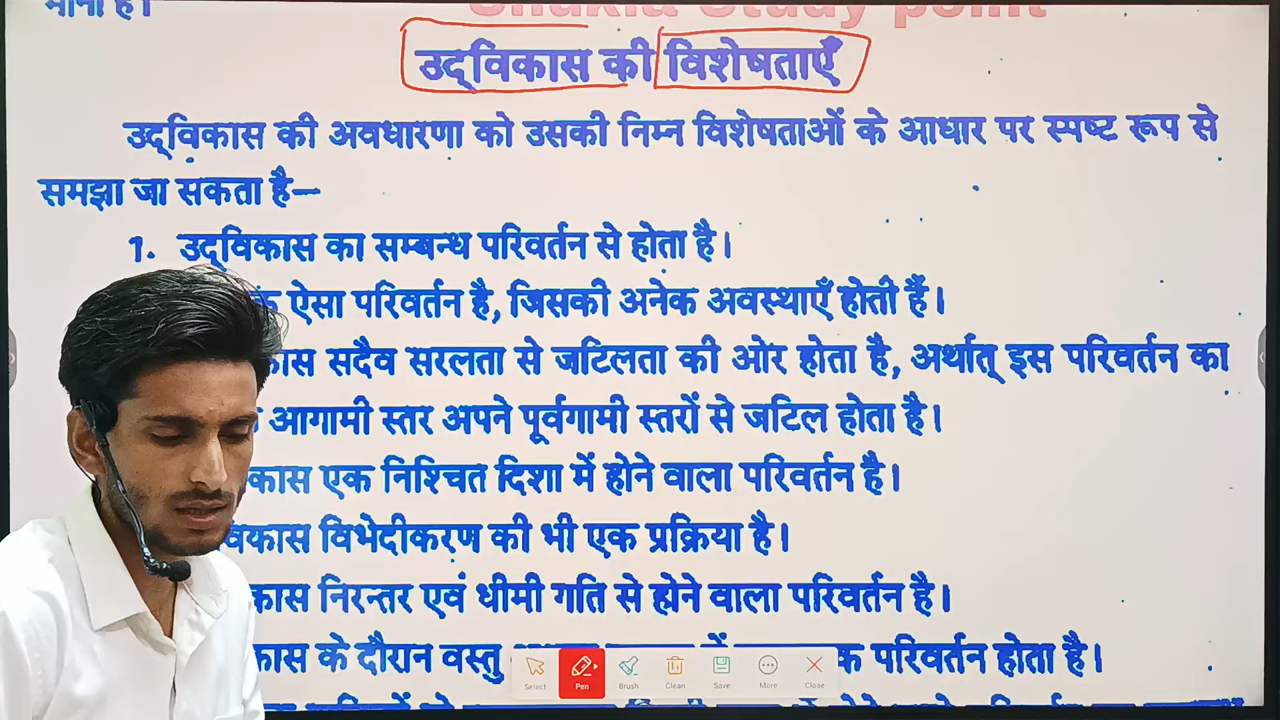 माना है।
Shukla Study point
उद्‌विकास की विशेषताएँ
उद्‌विकास की अवधारणा को उसकी निम्न विशेषताओं के आधार पर स्पष्ट रूप से
समझा जा सकता है—
1. उद्‌विकास का सम्बन्ध परिवर्तन से होता है।
ऐसा परिवर्तन है, जिसकी अनेक अवस्थाएँ होती हैं।
सदैव सरलता से जटिलता की ओर होता है, अर्थात् इस परिवर्तन का
आगामी स्तर अपने पूर्वगामी स्तरों से जटिल होता है।
एक निश्चित दिशा में होने वाला परिवर्तन है।
विभेदीकरण की भी एक प्रक्रिया है।
निरन्तर एवं धीमी गति से होने वाला परिवर्तन है।
के दौरान वस्तु परिवर्तन होता है।
Select Pen Brush Clean Save More Close